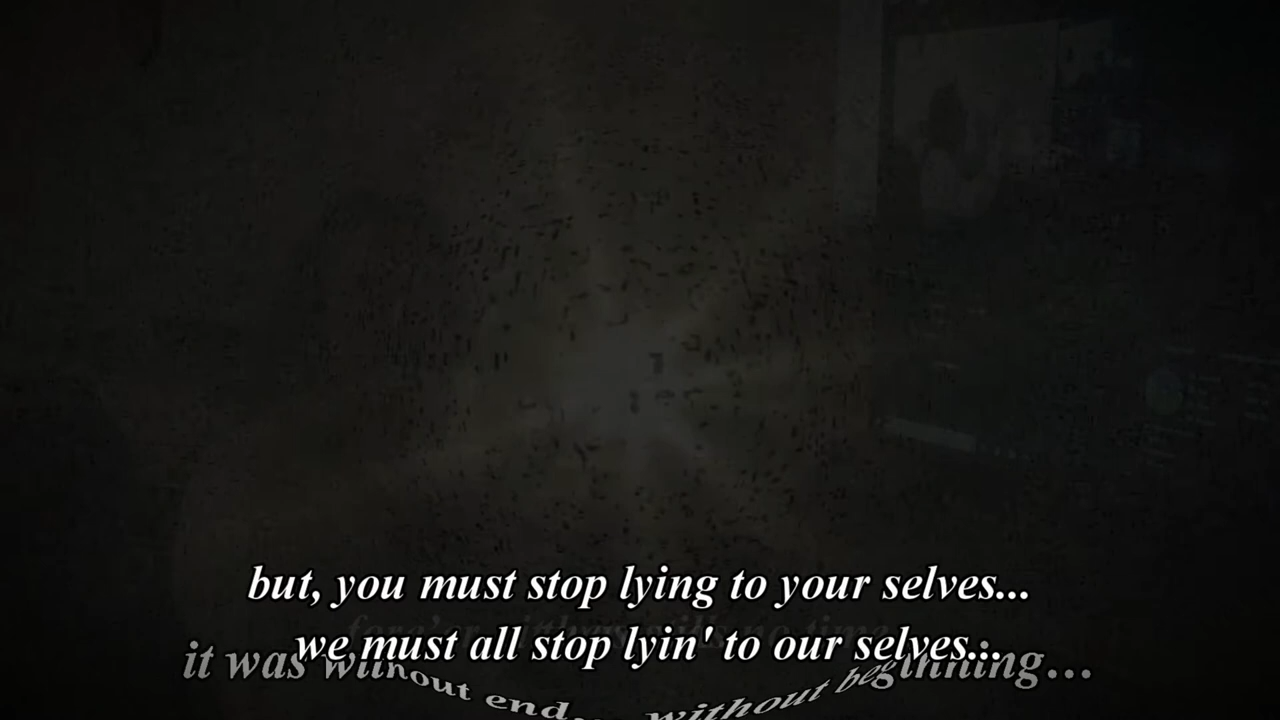 but, you must stop lying to your selves...
we must all stop lyin' to our selves...
it was without end... without beginning...